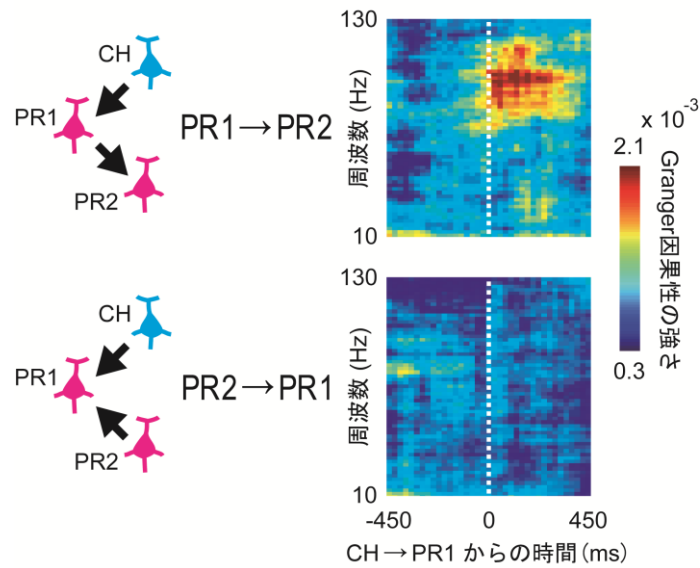 130
CH
PR1
PR1→PR2
PR2
周波数 (Hz)
10
x 10-3
2.1
Granger因果性の強さ
0.3
130
CH
PR1
PR2→PR1
PR2
周波数 (Hz)
10
-450 0 450
CH→PR1 からの時間(ms)